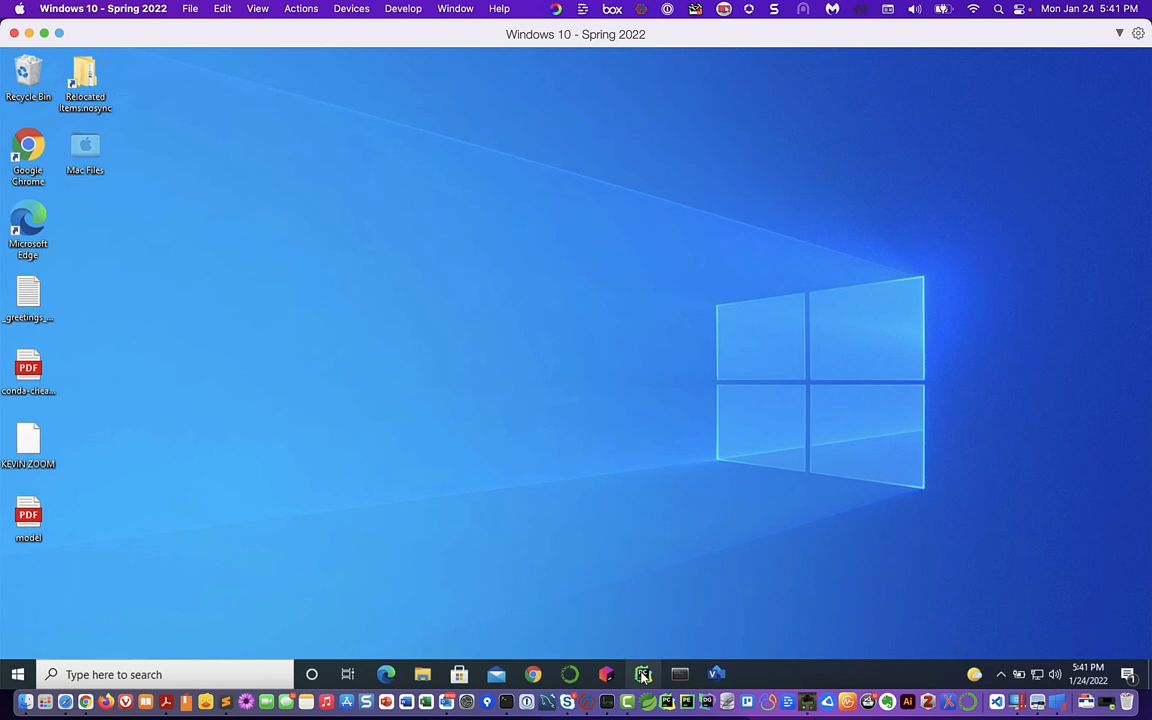 Windows 10 - Spring 2022 File Edit View Actions Devices Develop Window Help box Mon Jan 24 5:41 PM
Windows 10 - Spring 2022
Recycle Bin
Relocated Items.nosync
Google Chrome
Mac Files
Microsoft Edge
_greetings_...
PDF
conda-chea...
KEVIN ZOOM
PDF
model
Type here to search
5:41 PM
1/24/2022